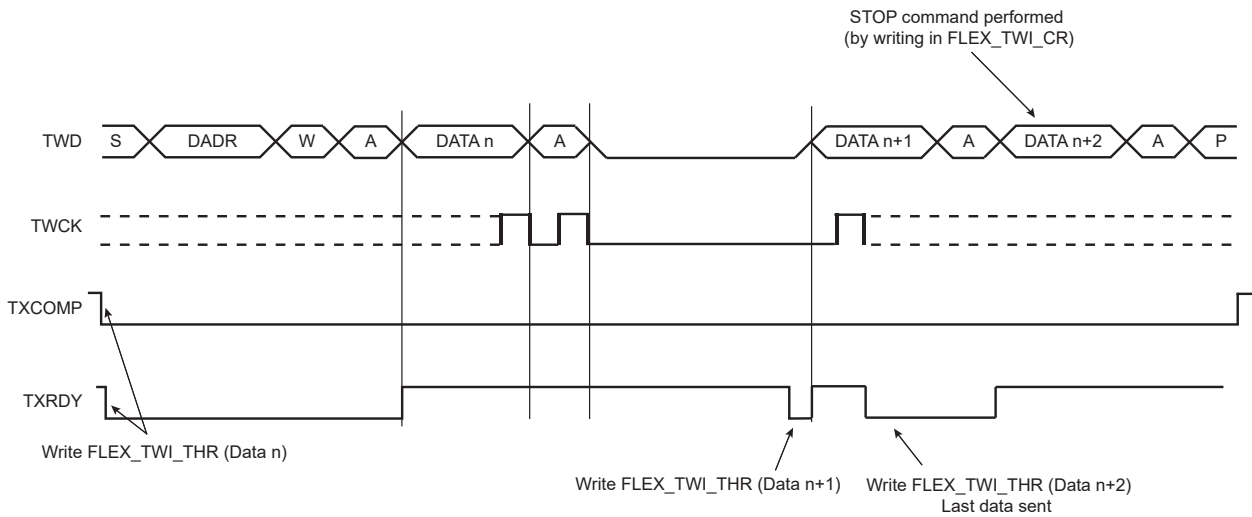 STOP command performed
(by writing in FLEX_TWI_CR)
TWD S DADR W A DATA n A DATA n+1 A DATA n+2 A P
TWCK
TXCOMP
TXRDY
Write FLEX_TWI_THR (Data n)
Write FLEX_TWI_THR (Data n+1) Write FLEX_TWI_THR (Data n+2)
Last data sent